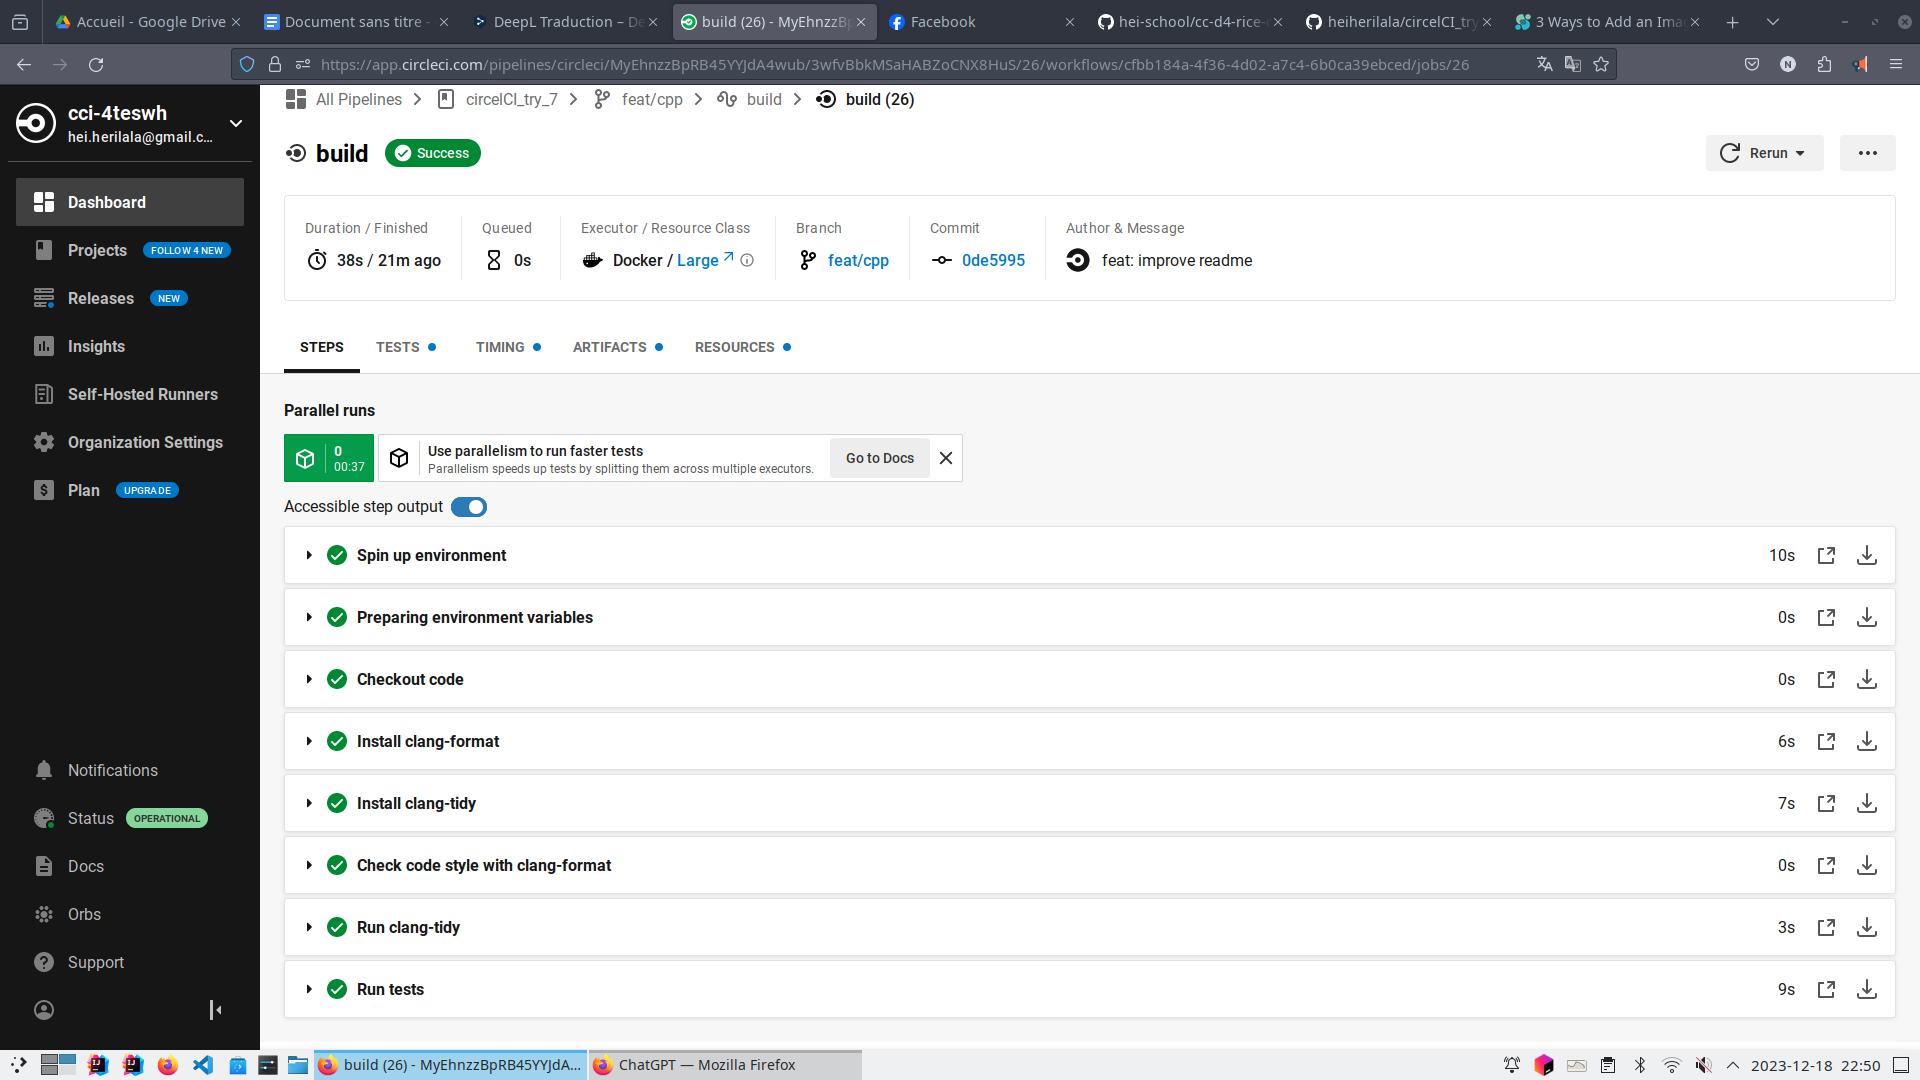 Accueil - Google Drive
Document sans titre -
DeepL Traduction – De
build (26) - MyEhnzzBp
Facebook
hei-school/cc-d4-rice-
heiherilala/circelCI_try
3 Ways to Add an Ima
https://app.circleci.com/pipelines/circleci/MyEhnzzBpRB45YYJdA4wub/3wfvBbkMSaHABZoCNX8HuS/26/workflows/cfbb184a-4f36-4d02-a7c4-6b0ca39ebced/jobs/26
N
cci-4teswh
hei.herilala@gmail.c...
Dashboard
Projects FOLLOW 4 NEW
Releases NEW
Insights
Self-Hosted Runners
Organization Settings
Plan UPGRADE
Notifications
Status OPERATIONAL
Docs
Orbs
Support
All Pipelines
circelCI_try_7
feat/cpp
build
build (26)
build Success
Rerun
Duration / Finished
38s / 21m ago
Queued
0s
Executor / Resource Class
Docker / Large
Branch
feat/cpp
Commit
0de5995
Author & Message
feat: improve readme
STEPS
TESTS
TIMING
ARTIFACTS
RESOURCES
Parallel runs
0
00:37
Use parallelism to run faster tests
Parallelism speeds up tests by splitting them across multiple executors.
Go to Docs
Accessible step output
Spin up environment 10s
Preparing environment variables 0s
Checkout code 0s
Install clang-format 6s
Install clang-tidy 7s
Check code style with clang-format 0s
Run clang-tidy 3s
Run tests 9s
build (26) - MyEhnzzBpRB45YYJdA...
ChatGPT — Mozilla Firefox
2023-12-18 22:50